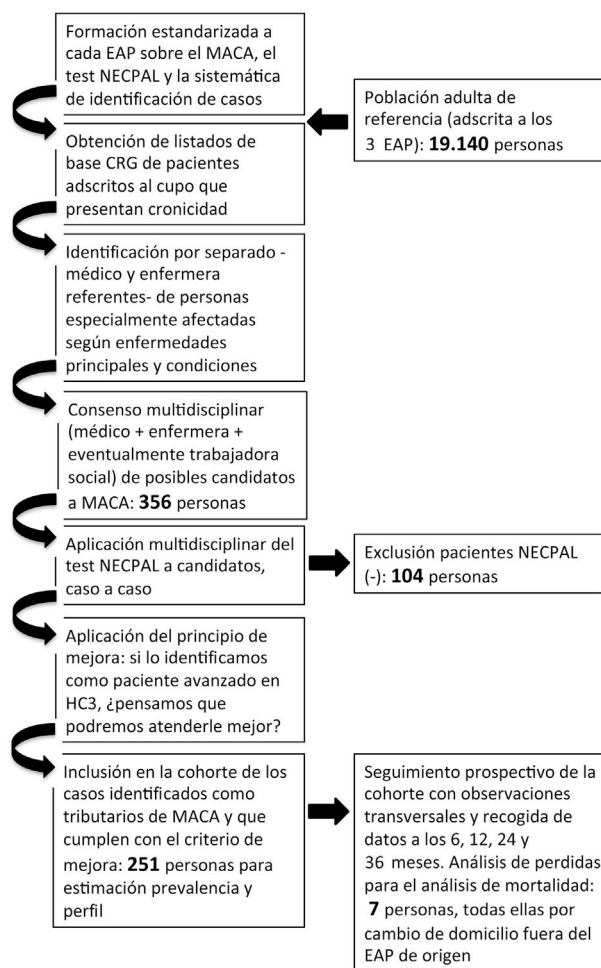 Formación estandarizada a
cada EAP sobre el MACA, el
test NECPAL y la sistemática
de identificación de casos
Población adulta de
referencia (adscrita a los
3 EAP): 19.140 personas
Obtención de listados de
base CRG de pacientes
adscritos al cupo que
presentan cronicidad
Identificación por separado -
médico y enfermera
referentes- de personas
especialmente afectadas
según enfermedades
principales y condiciones
Consenso multidisciplinar
(médico + enfermera +
eventualmente trabajadora
social) de posibles candidatos
a MACA: 356 personas
Aplicación multidisciplinar del
test NECPAL a candidatos,
caso a caso
Exclusión pacientes NECPAL
(-): 104 personas
Aplicación del principio de
mejora: si lo identificamos
como paciente avanzado en
HC3, ¿pensamos que
podremos atenderle mejor?
Inclusión en la cohorte de los
casos identificados como
tributarios de MACA y que
cumplen con el criterio de
mejora: 251 personas para
estimación prevalencia y
perfil
Seguimiento prospectivo de la
cohorte con observaciones
transversales y recogida de
datos a los 6, 12, 24 y
36 meses. Análisis de perdidas
para el análisis de mortalidad:
7 personas, todas ellas por
cambio de domicilio fuera del
EAP de origen